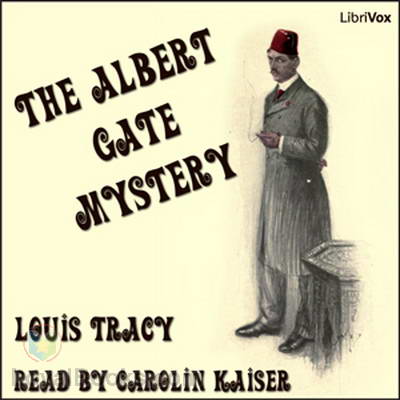 LibriVox
THE ALBERT
GATE
MYSTERY
LOUIS TRACY
READ BY CAROLIN KAISER